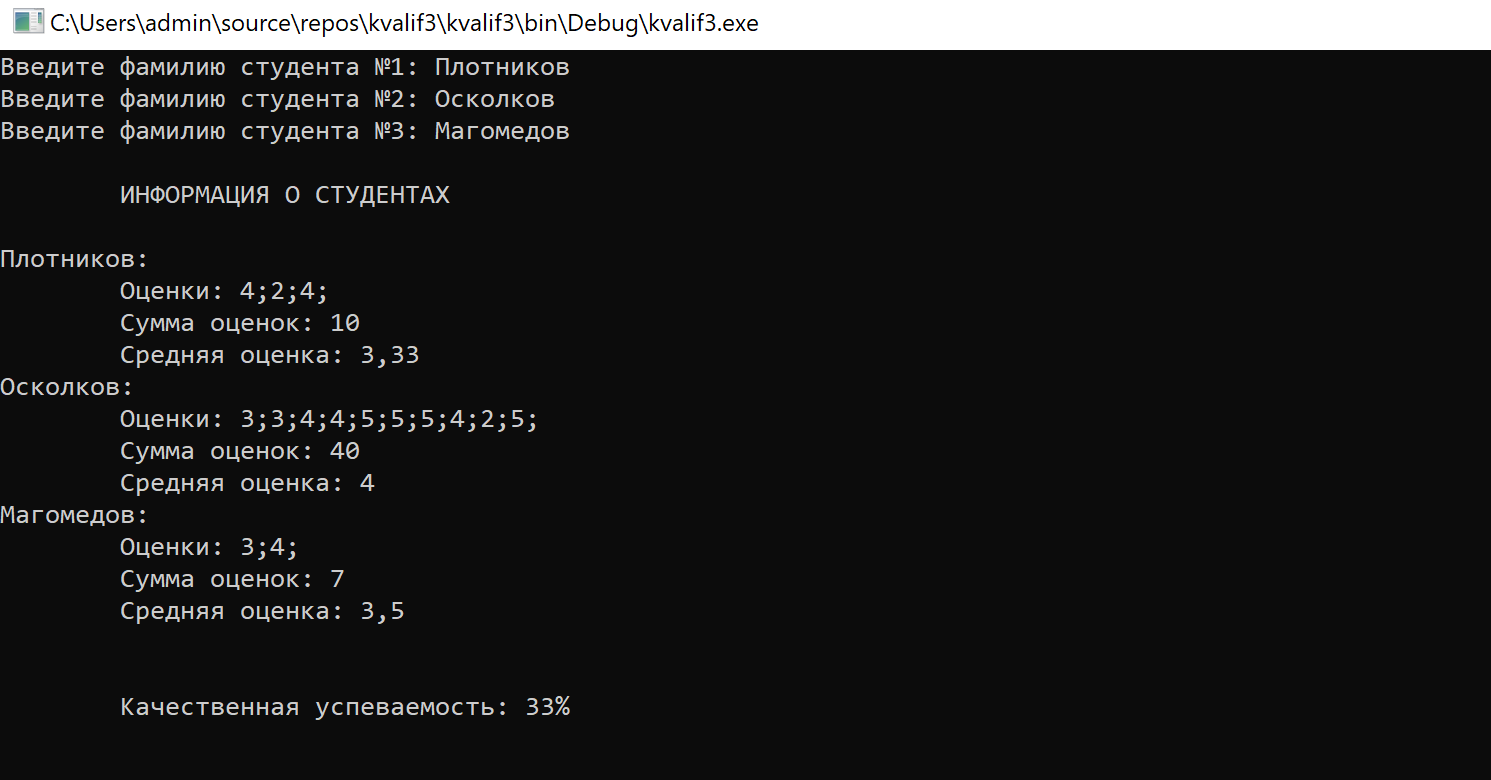 C:\Users\admin\source\repos\kvalif3\kvalif3\bin\Debug\kvalif3.exe
Введите фамилию студента №1: Плотников
Введите фамилию студента №2: Осколков
Введите фамилию студента №3: Магомедов
ИНФОРМАЦИЯ О СТУДЕНТАХ
Плотников:
Оценки: 4;2;4;
Сумма оценок: 10
Средняя оценка: 3,33
Осколков:
Оценки: 3;3;4;4;5;5;5;4;2;5;
Сумма оценок: 40
Средняя оценка: 4
Магомедов:
Оценки: 3;4;
Сумма оценок: 7
Средняя оценка: 3,5
Качественная успеваемость: 33%